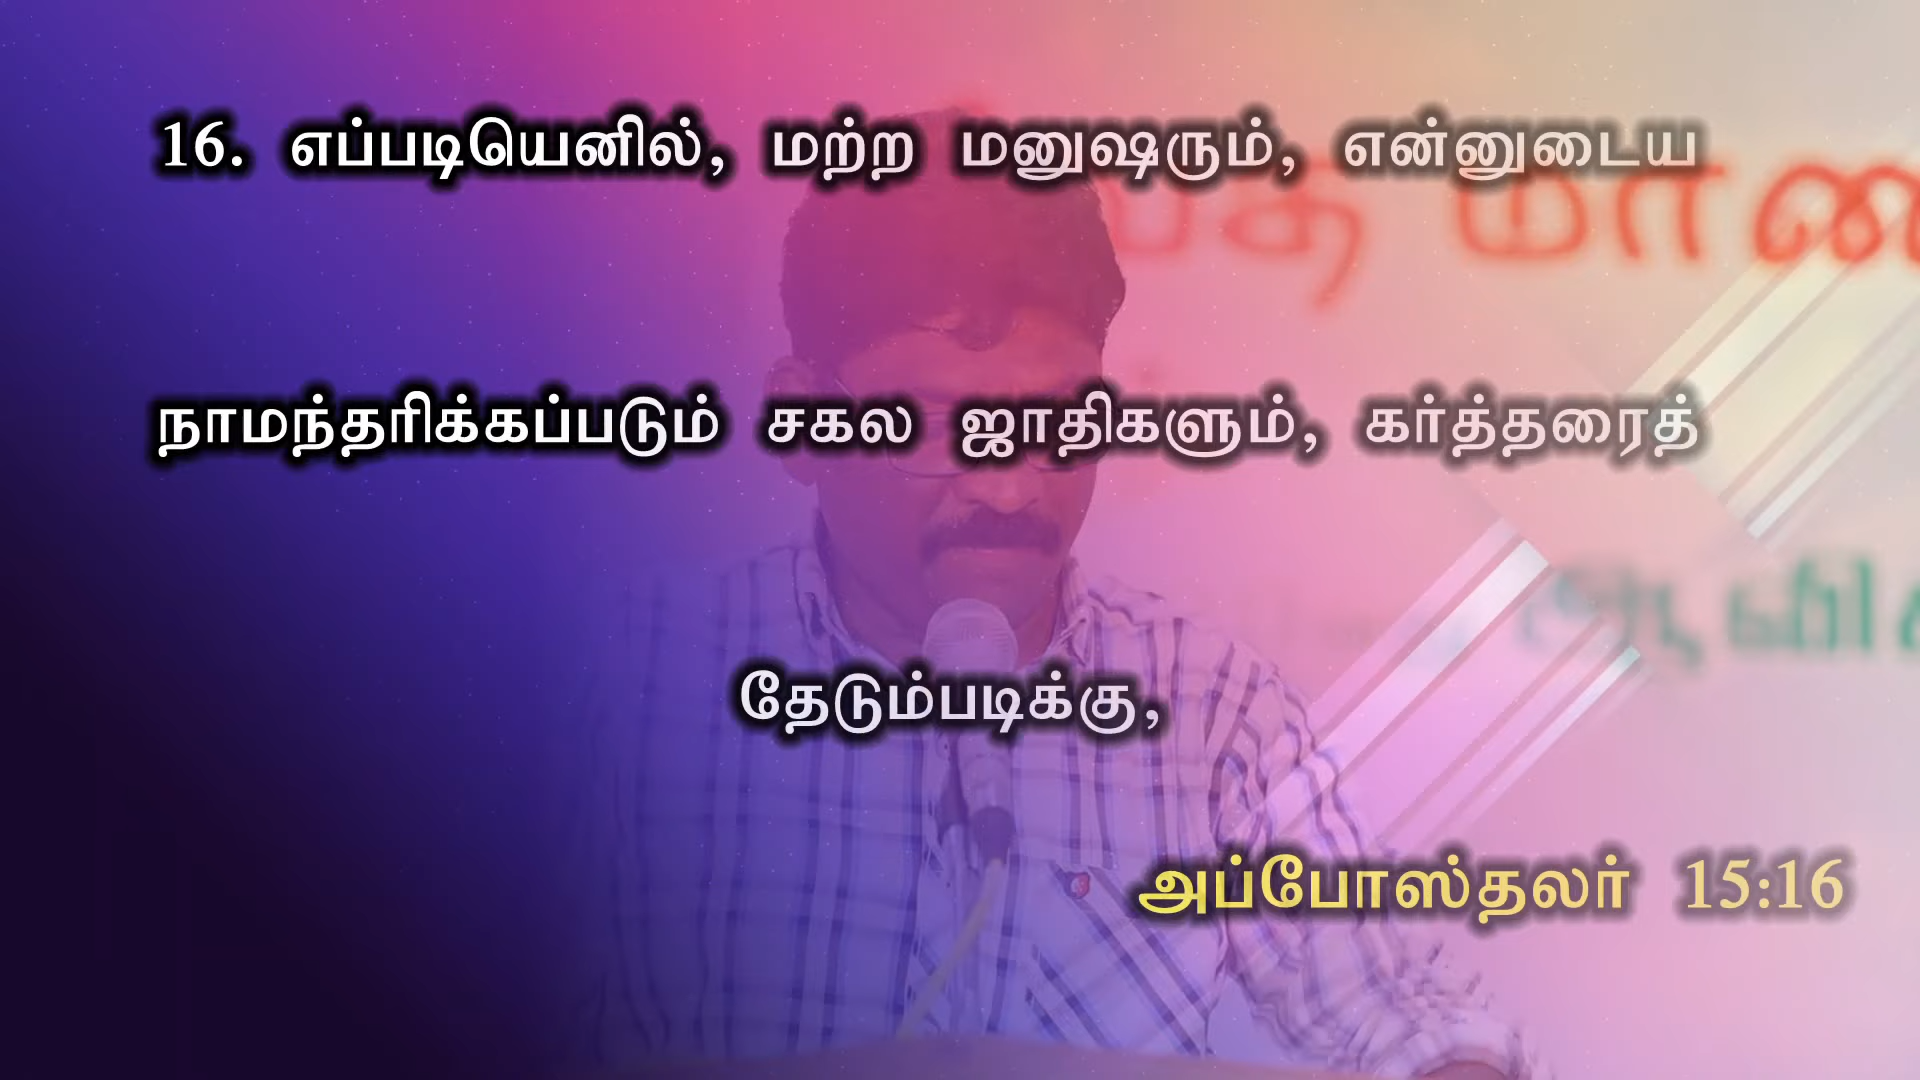 16. எப்படியெனில், மற்ற மனுஷரும், என்னுடைய
நாமந்தரிக்கப்படும் சகல ஜாதிகளும், கர்த்தரைத்
தேடும்படிக்கு,
அப்போஸ்தலர் 15:16